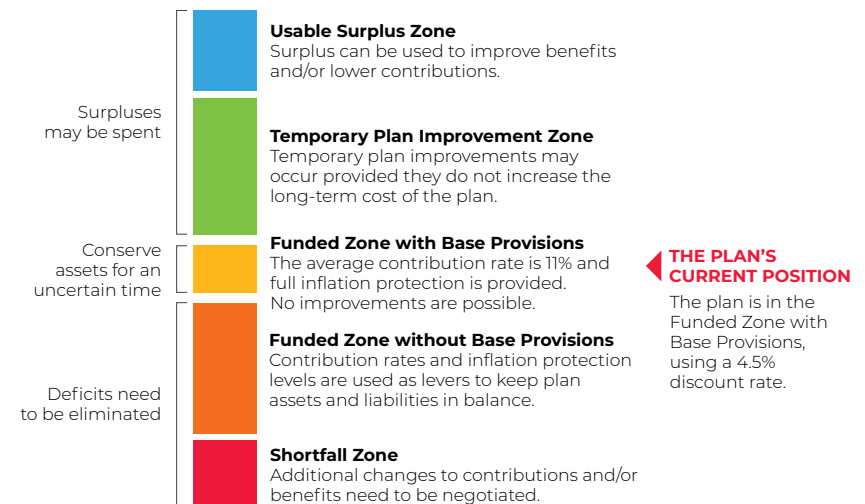 Usable Surplus Zone
Surplus can be used to improve benefits
and/or lower contributions.
Surpluses
may be spent
Temporary Plan Improvement Zone
Temporary plan improvements may
occur provided they do not increase the
long-term cost of the plan.
Conserve
assets for an
uncertain time
Funded Zone with Base Provisions
The average contribution rate is 11% and
full inflation protection is provided.
No improvements are possible.
THE PLAN’S
CURRENT POSITION
The plan is in the
Funded Zone with
Base Provisions,
using a 4.5%
discount rate.
Funded Zone without Base Provisions
Contribution rates and inflation protection
levels are used as levers to keep plan
assets and liabilities in balance.
Deficits need
to be eliminated
Shortfall Zone
Additional changes to contributions and/or
benefits need to be negotiated.